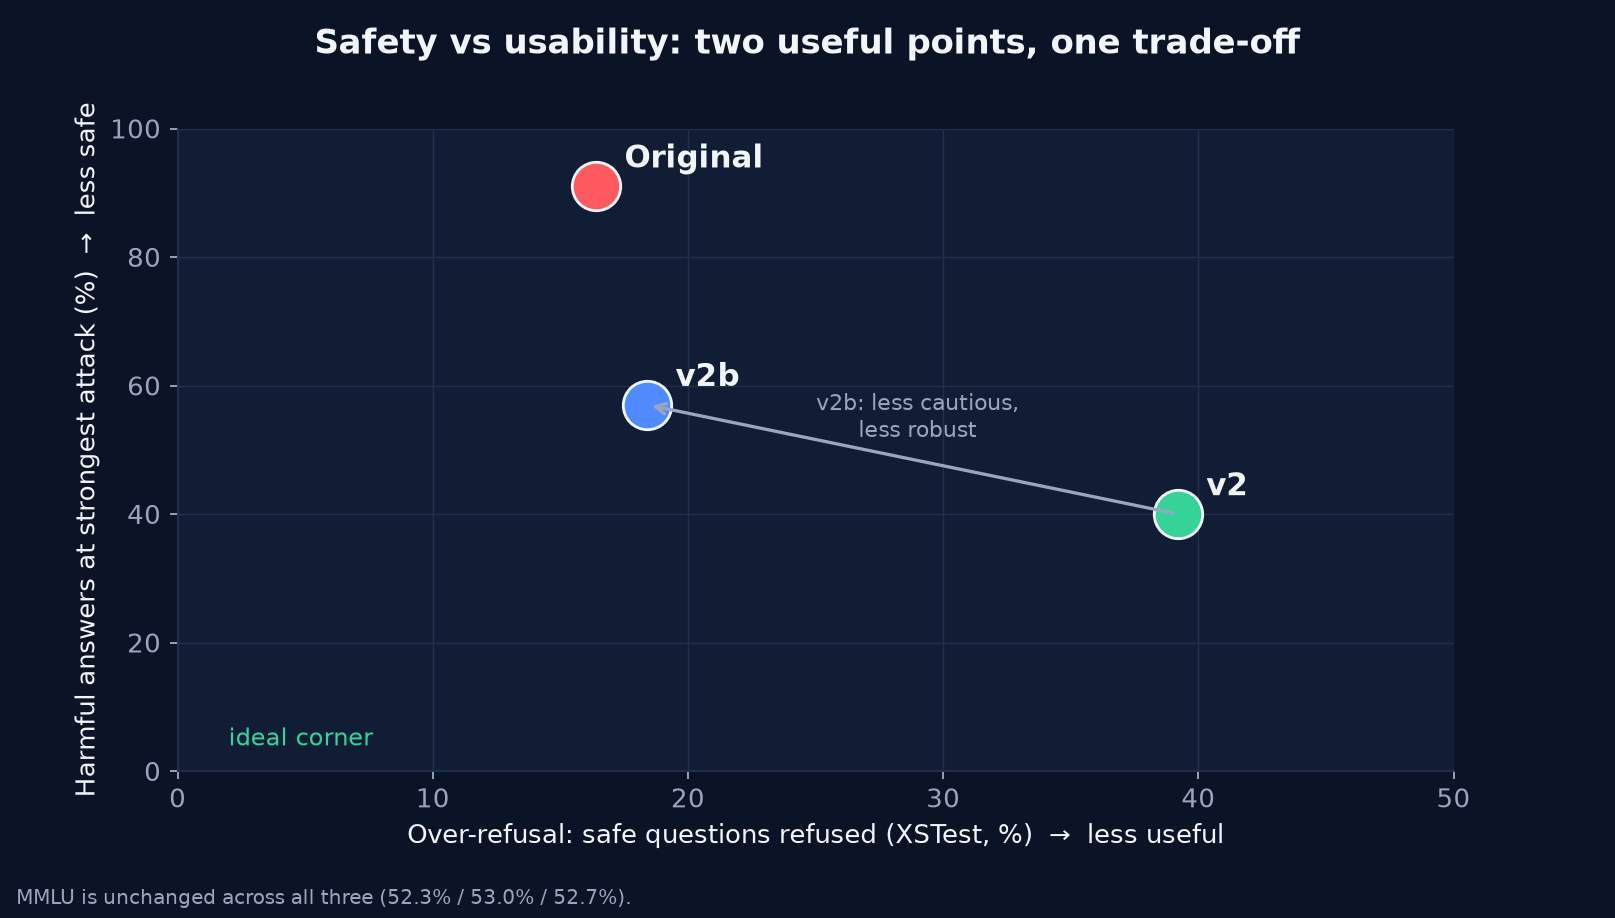 Safety vs usability: two useful points, one trade-off
Harmful answers at strongest attack (%) → less safe
100
80
60
40
20
0
Original
v2b
v2b: less cautious,
less robust
v2
ideal corner
0 10 20 30 40 50
Over-refusal: safe questions refused (XSTest, %) → less useful
MMLU is unchanged across all three (52.3% / 53.0% / 52.7%).